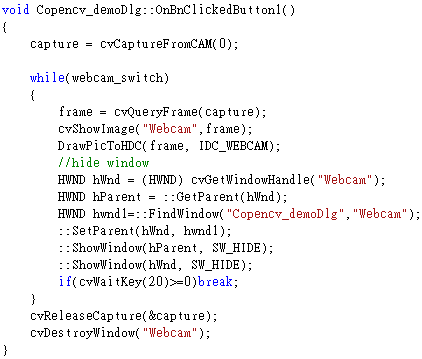 void Copencv_demoDlg::OnBnClickedButton1()
{
    capture = cvCaptureFromCAM(0);
    while(webcam_switch)
    {
        frame = cvQueryFrame(capture);
        cvShowImage("Webcam",frame);
        DrawPicToHDC(frame, IDC_WEBCAM);
        //hide window
        HWND hWnd = (HWND) cvGetWindowHandle("Webcam");
        HWND hParent = ::GetParent(hWnd);
        HWND hwnd1=::FindWindow("Copencv_demoDlg","Webcam");
        ::SetParent(hWnd, hwnd1);
        ::ShowWindow(hParent, SW_HIDE);
        ::ShowWindow(hWnd, SW_HIDE);
        if(cvWaitKey(20)>=0)break;
    }
    cvReleaseCapture(&capture);
    cvDestroyWindow("Webcam");
}